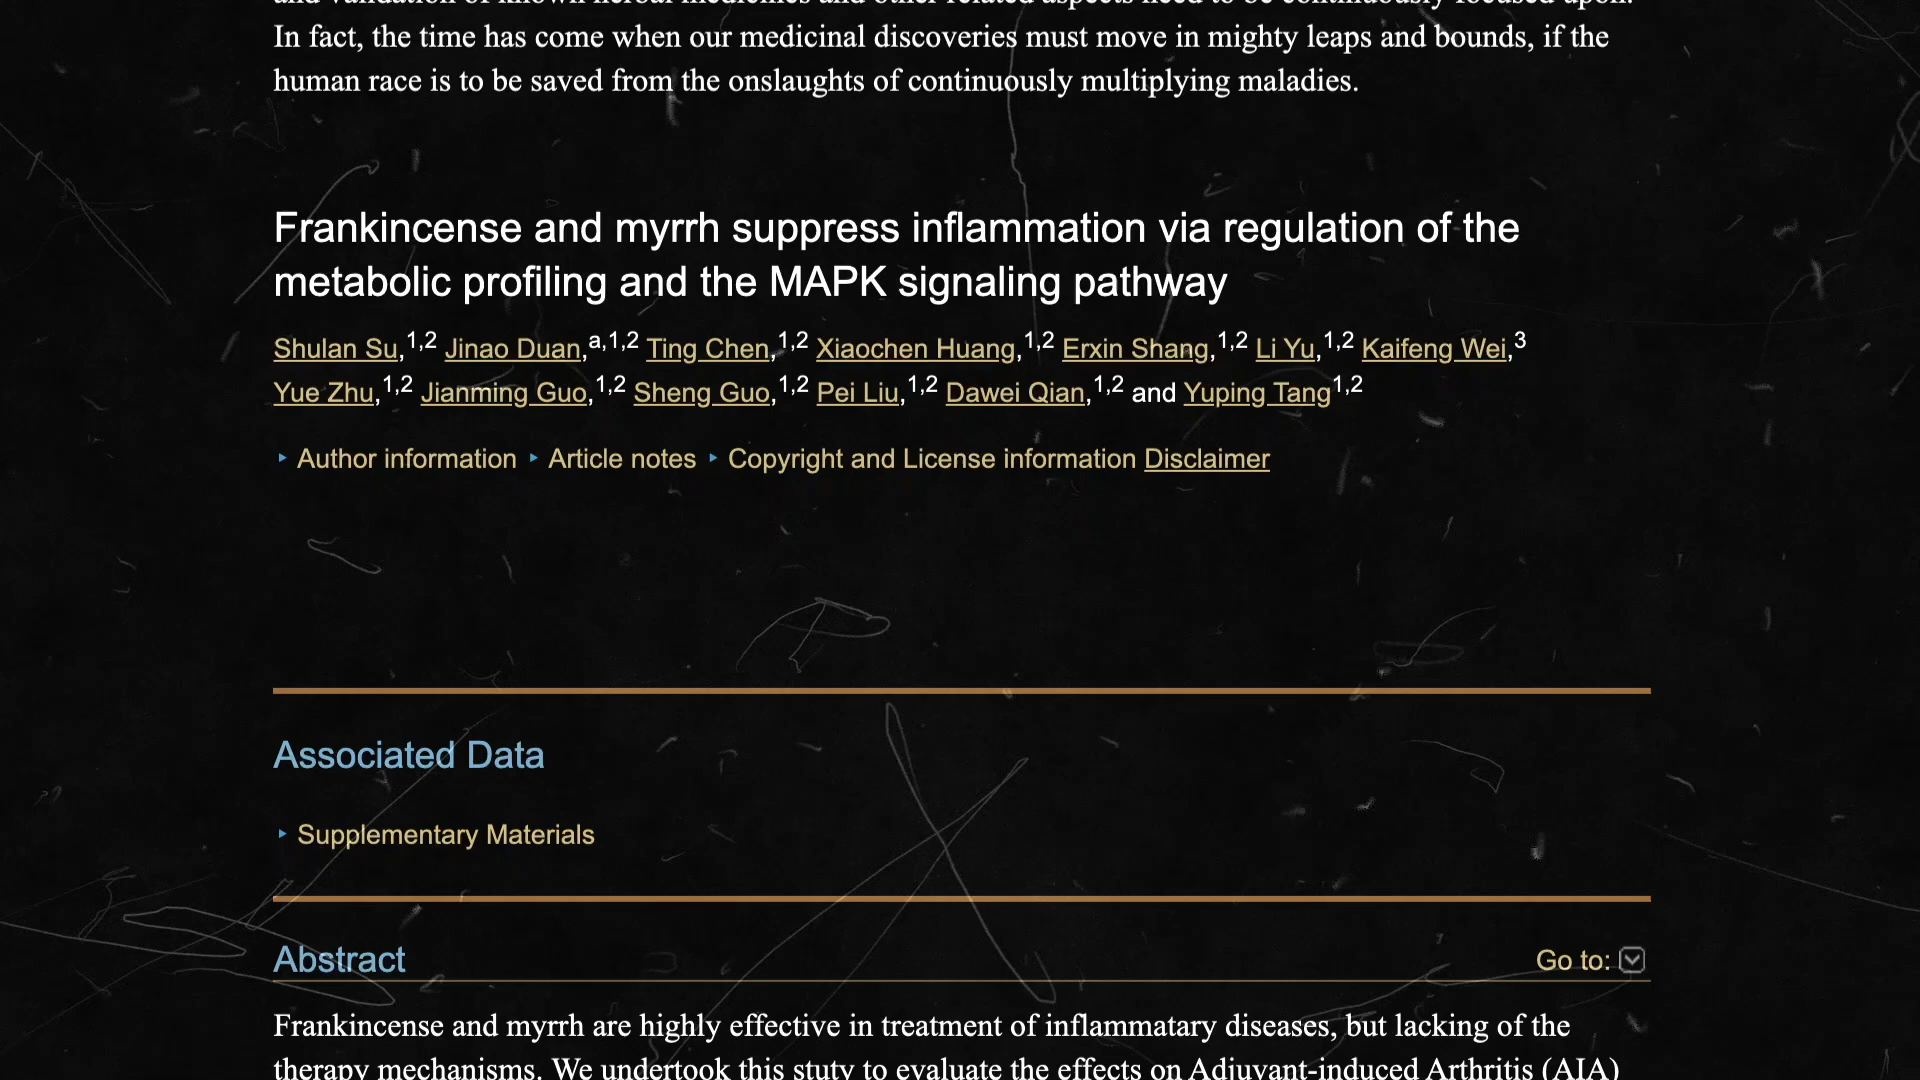 In fact, the time has come when our medicinal discoveries must move in mighty leaps and bounds, if the
human race is to be saved from the onslaughts of continuously multiplying maladies.
Frankincense and myrrh suppress inflammation via regulation of the
metabolic profiling and the MAPK signaling pathway
Shulan Su,1,2 Jinao Duan,a,1,2 Ting Chen,1,2 Xiaochen Huang,1,2 Erxin Shang,1,2 Li Yu,1,2 Kaifeng Wei,3
Yue Zhu,1,2 Jianming Guo,1,2 Sheng Guo,1,2 Pei Liu,1,2 Dawei Qian,1,2 and Yuping Tang1,2
Author information Article notes Copyright and License information Disclaimer
Associated Data
Supplementary Materials
Abstract Go to:
Frankincense and myrrh are highly effective in treatment of inflammatary diseases, but lacking of the
therapy mechanisms. We undertook this stuty to evaluate the effects on Adjuvant-induced Arthritis (AIA)